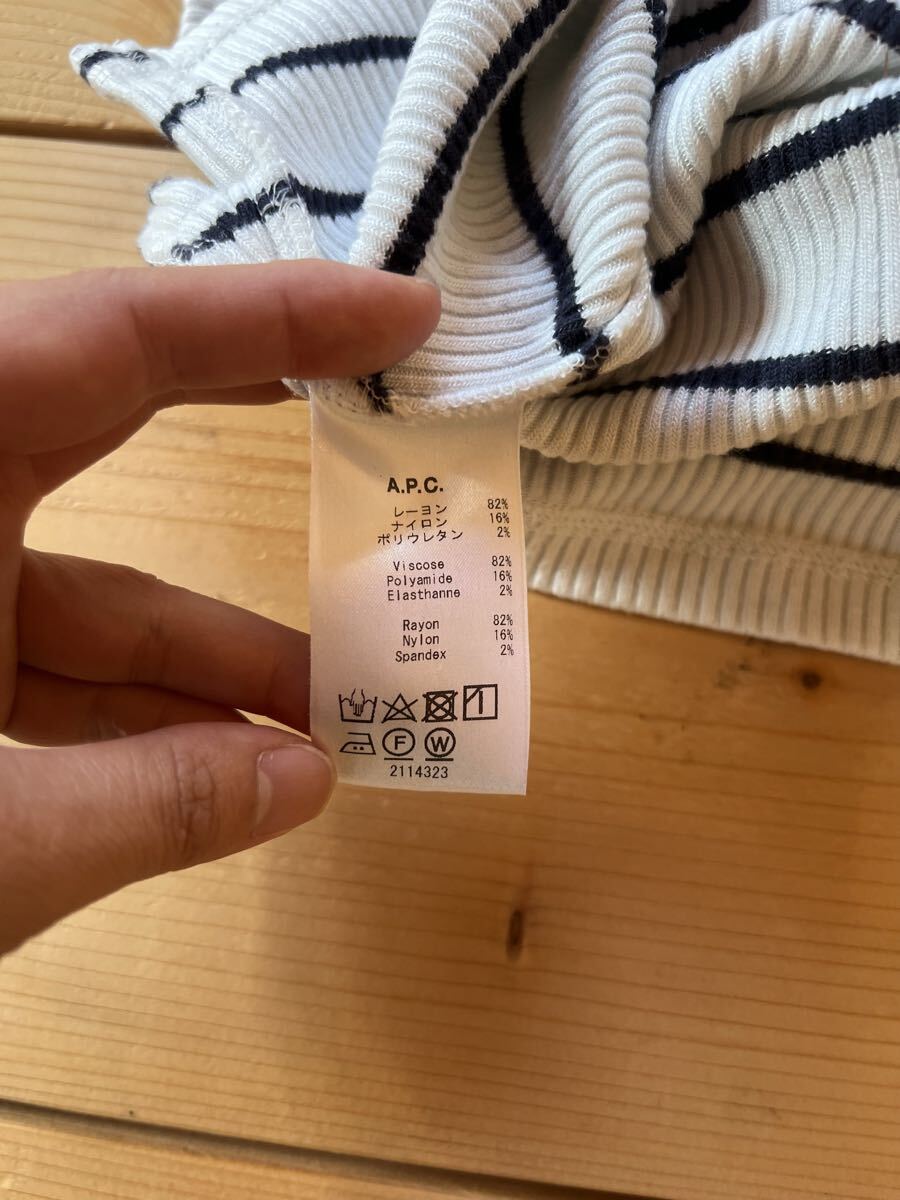 A.P.C.
レーヨン 82%
ナイロン 16%
ポリウレタン 2%
Viscose 82%
Polyamide 16%
Elasthanne 2%
Rayon 82%
Nylon 16%
Spandex 2%
F W
2114323